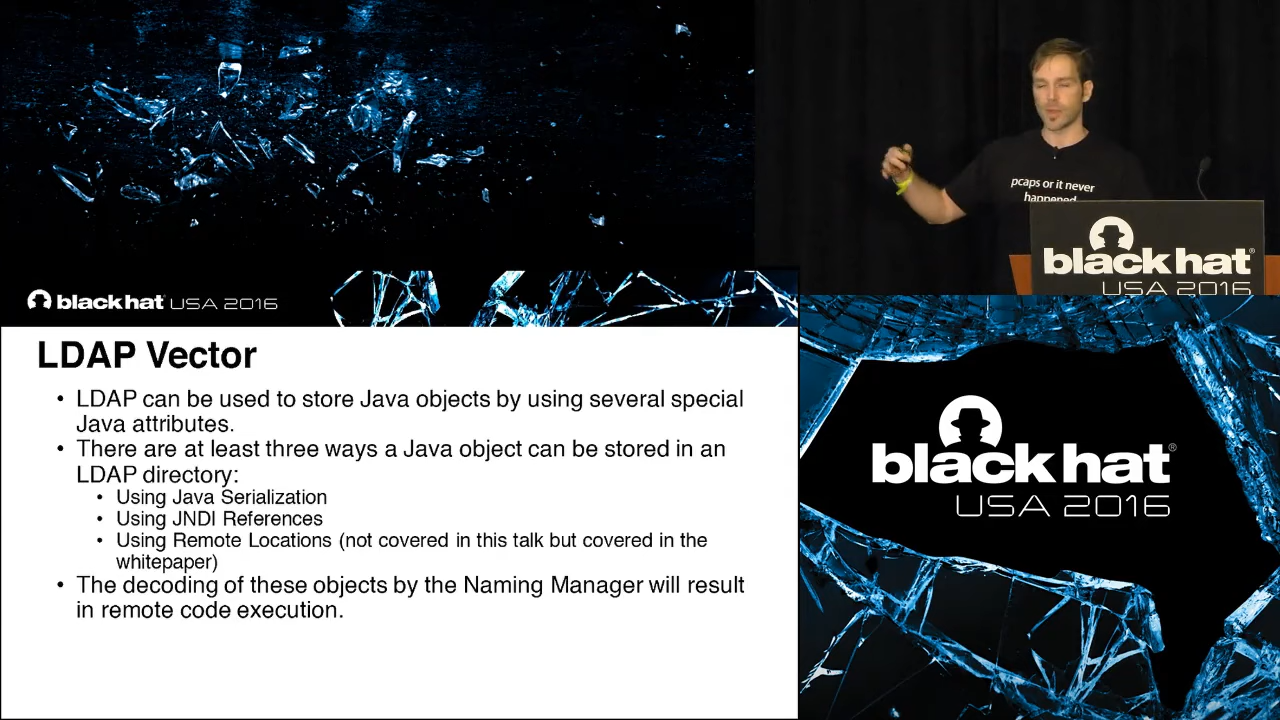 pcaps or it never
happened
black hat®
USA 2016
black hat® USA 2016
LDAP Vector
• LDAP can be used to store Java objects by using several special
Java attributes.
• There are at least three ways a Java object can be stored in an
LDAP directory:
• Using Java Serialization
• Using JNDI References
• Using Remote Locations (not covered in this talk but covered in the
whitepaper)
• The decoding of these objects by the Naming Manager will result
in remote code execution.
black hat®
USA 2016